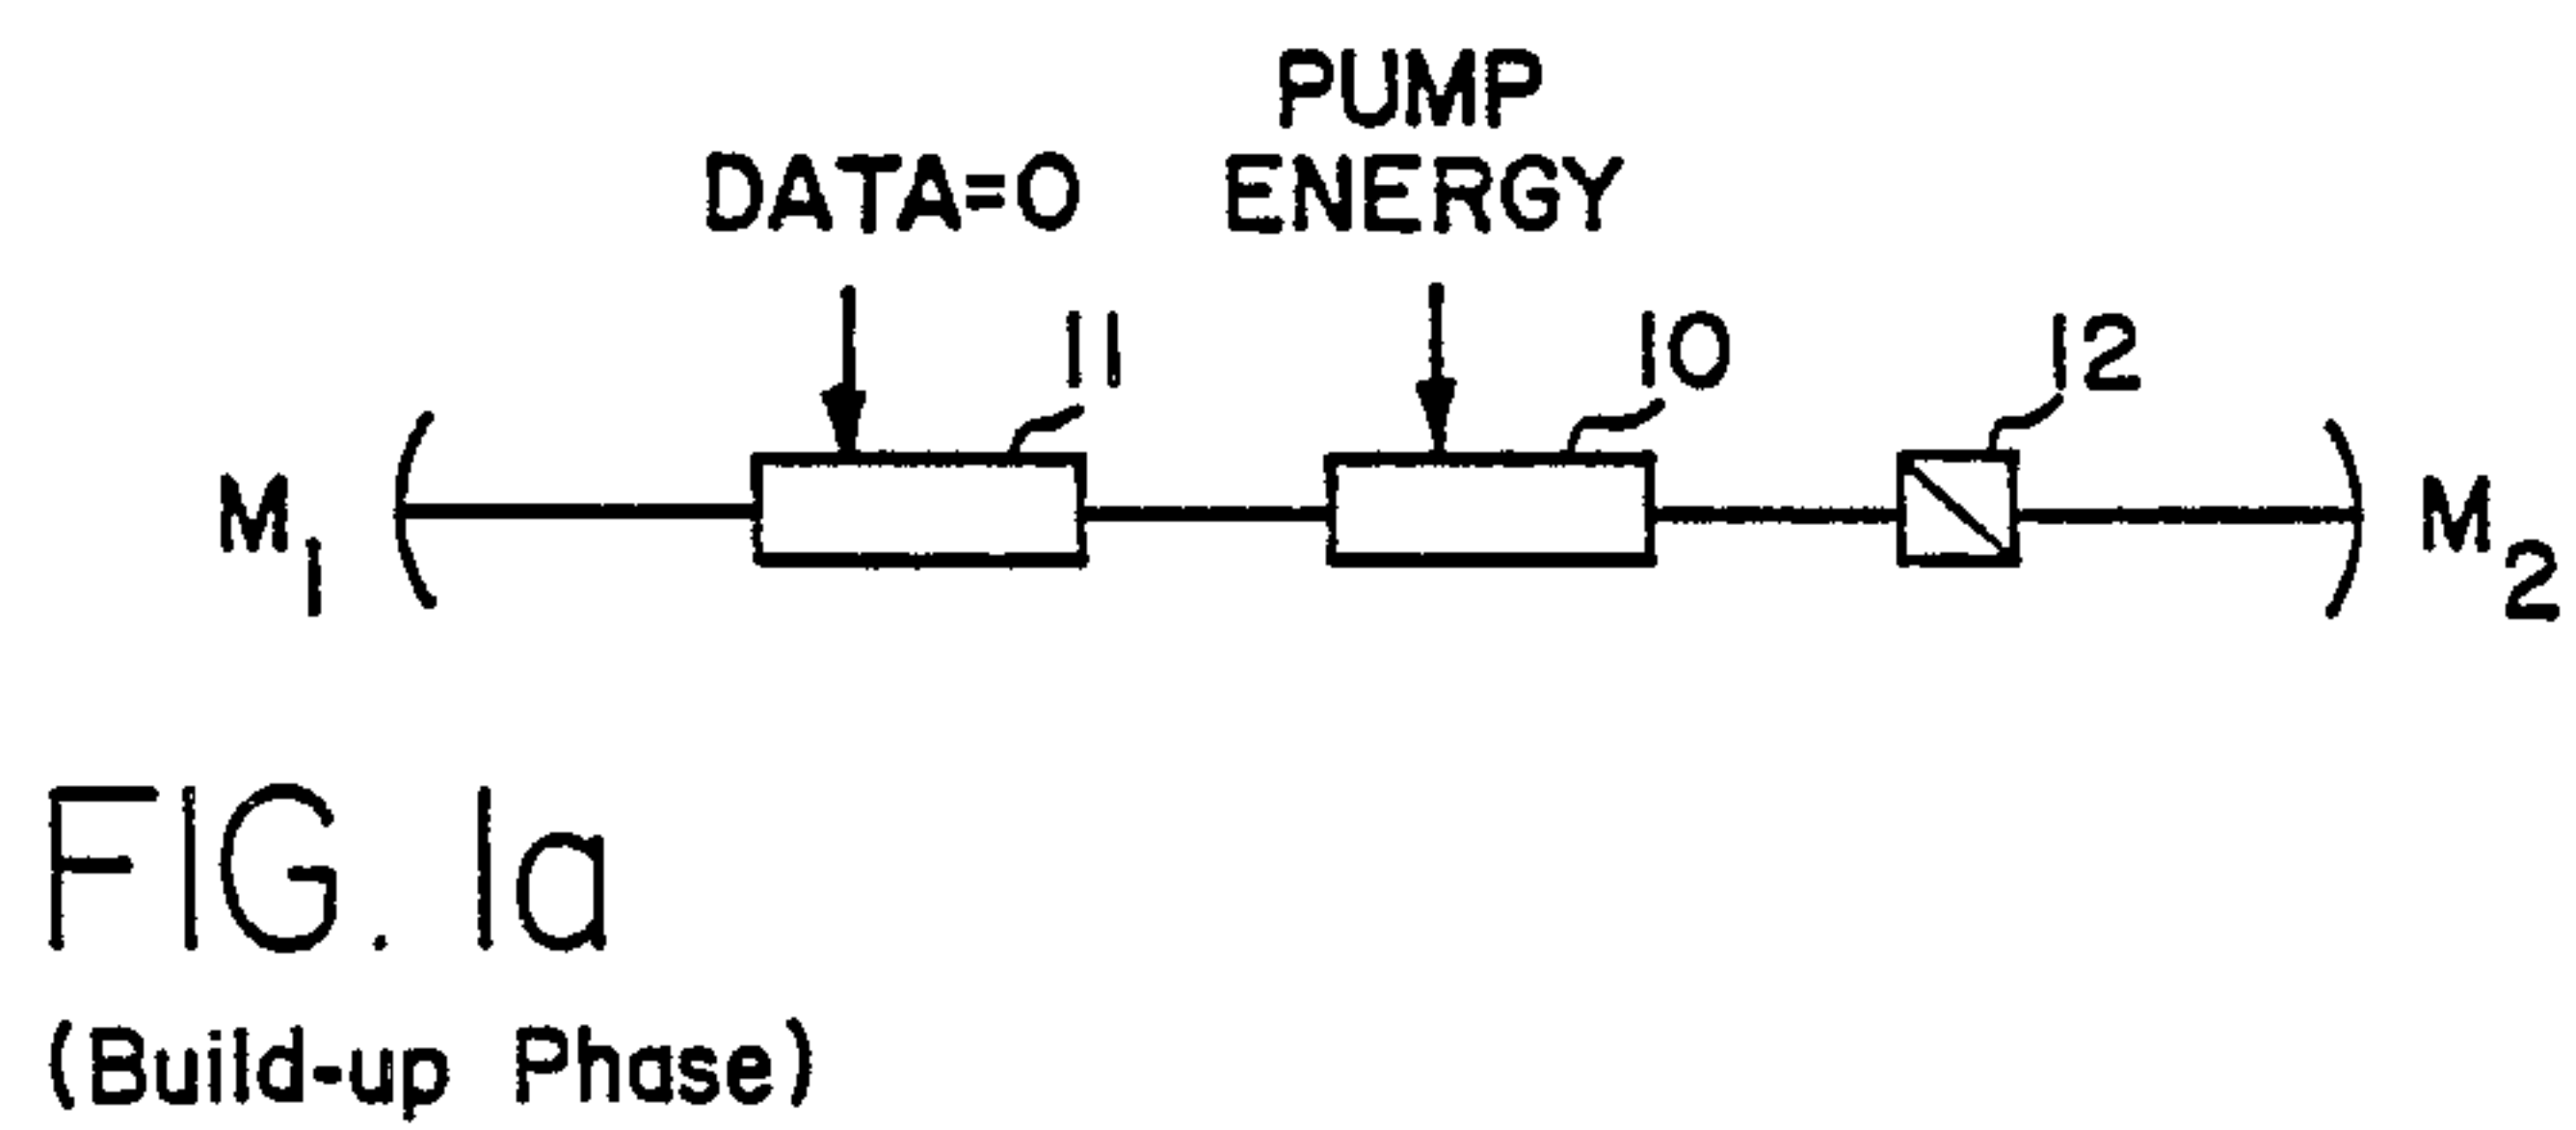 PUMP
DATA=0 ENERGY
11 10 12
M1 M2
FIG. 1a
(Build-up Phase)